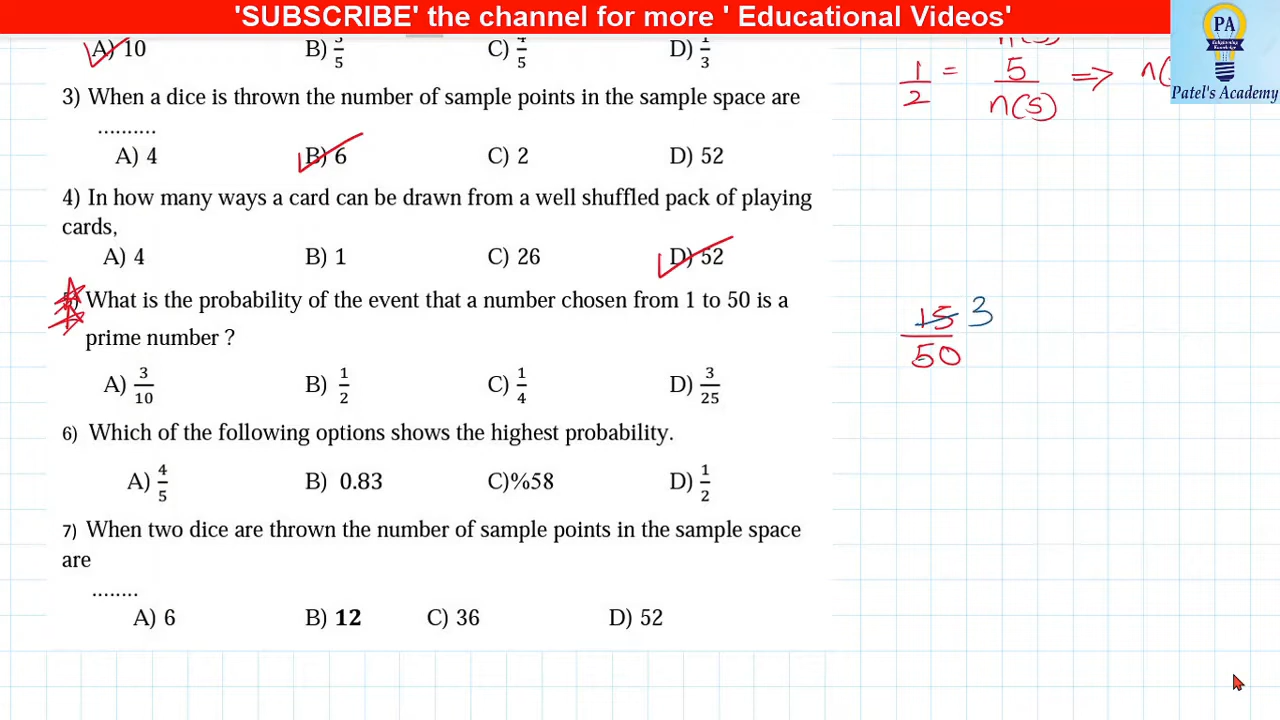 'SUBSCRIBE' the channel for more ' Educational Videos'
PA
Patel's Academy
A) 10 B) 3/5 C) 4/5 D) 1/3
1/2 = 5/n(S) => n(
3) When a dice is thrown the number of sample points in the sample space are
..........
A) 4 B) 6 C) 2 D) 52
4) In how many ways a card can be drawn from a well shuffled pack of playing
cards,
A) 4 B) 1 C) 26 D) 52
What is the probability of the event that a number chosen from 1 to 50 is a
prime number ?
15 3
50
A) 3/10 B) 1/2 C) 1/4 D) 3/25
6) Which of the following options shows the highest probability.
A) 4/5 B) 0.83 C)%58 D) 1/2
7) When two dice are thrown the number of sample points in the sample space
are
........
A) 6 B) 12 C) 36 D) 52